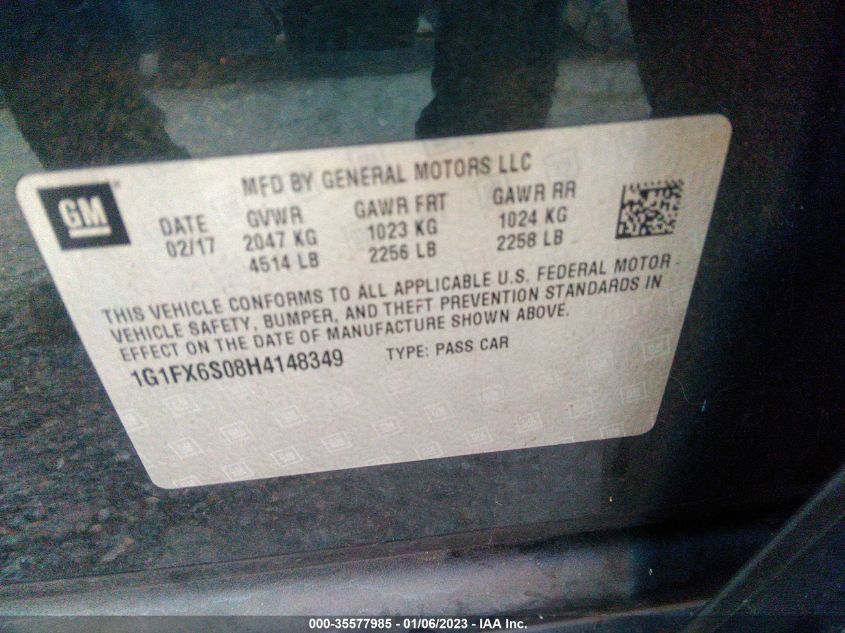 MFD BY GENERAL MOTORS LLC
GM DATE GVWR GAWR FRT GAWR RR
02/17 2047 KG 1023 KG 1024 KG
4514 LB 2256 LB 2258 LB
THIS VEHICLE CONFORMS TO ALL APPLICABLE U.S. FEDERAL MOTOR
VEHICLE SAFETY, BUMPER, AND THEFT PREVENTION STANDARDS IN
EFFECT ON THE DATE OF MANUFACTURE SHOWN ABOVE.
1G1FX6S08H4148349 TYPE: PASS CAR
000-35577985 - 01/06/2023 - IAA Inc.